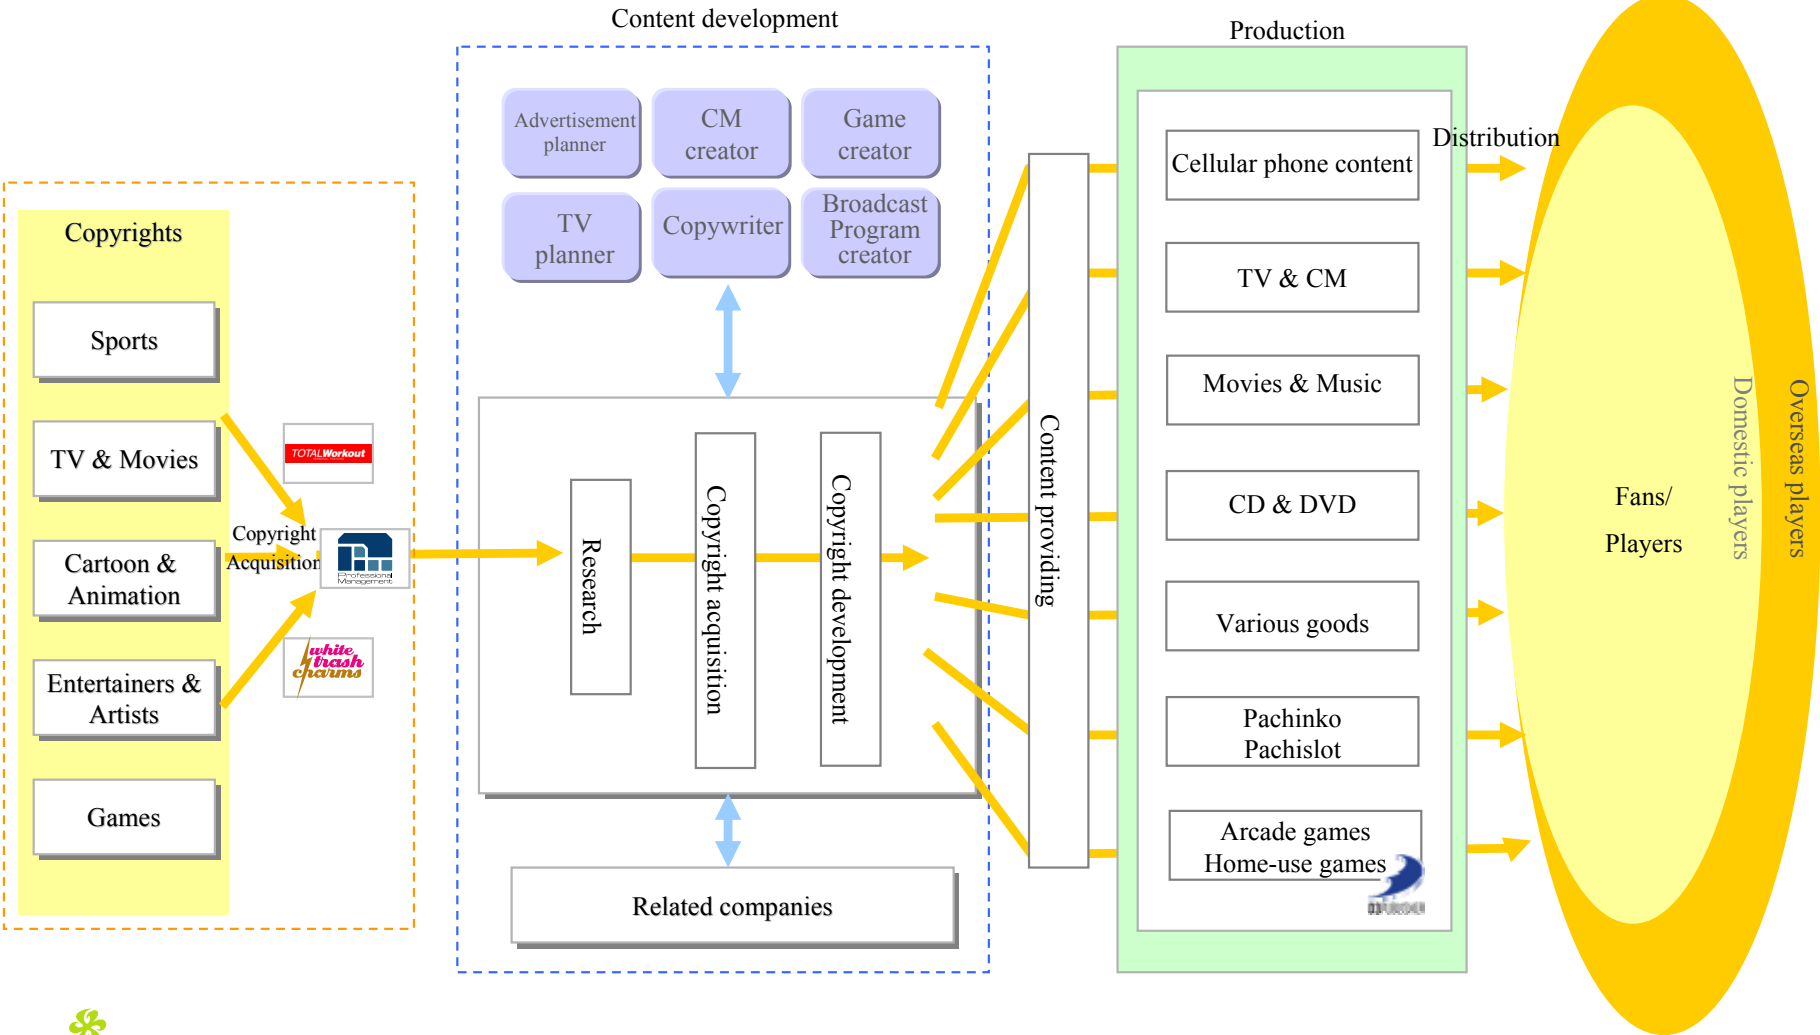 Content development
Production
Advertisement
planner
CM
creator
Game
creator
TV
planner
Copywriter
Broadcast
Program
creator
Copyrights
Sports
TV & Movies
Cartoon &
Animation
Entertainers &
Artists
Games
TOTAL Workout
Copyright
Acquisition
Professional
Management
white
trash
charms
Research
Copyright acquisition
Copyright development
Related companies
Content providing
Cellular phone content
TV & CM
Movies & Music
CD & DVD
Various goods
Pachinko
Pachislot
Arcade games
Home-use games
Distribution
Fans/
Players
Domestic players
Overseas players